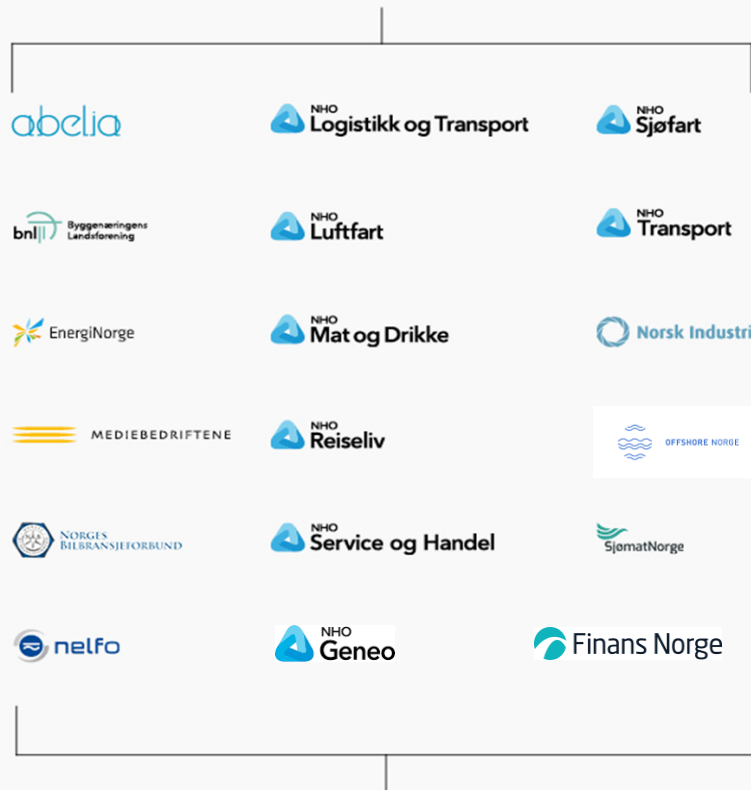 abelia
NHO
Logistikk og Transport
NHO
Sjøfart
bnl
Byggenæringens
Landsforening
NHO
Luftfart
NHO
Transport
EnergiNorge
NHO
Mat og Drikke
Norsk Industri
MEDIEBEDRIFTENE
NHO
Reiseliv
OFFSHORE NORGE
NORGES
BILBRANSJEFORBUND
NHO
Service og Handel
SjømatNorge
nelfo
NHO
Geneo
Finans Norge